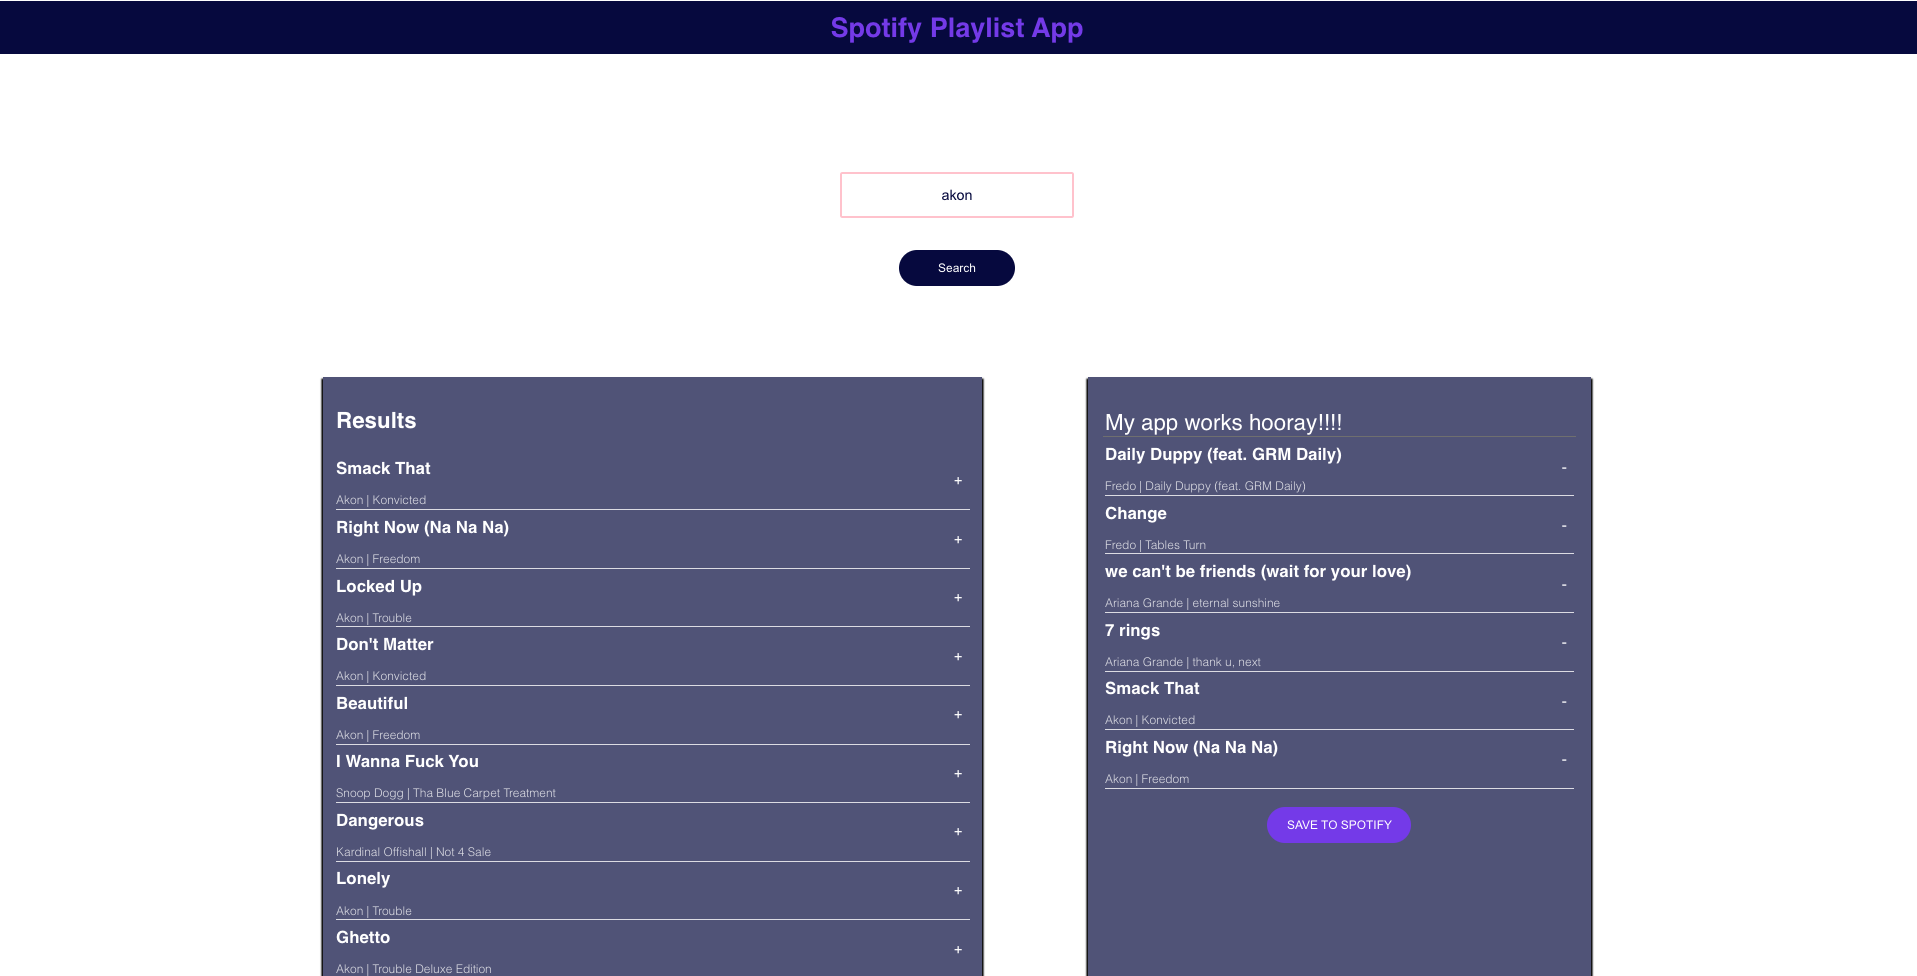 Spotify Playlist App
akon
Search
Results
Smack That
+
Akon | Konvicted
Right Now (Na Na Na)
+
Akon | Freedom
Locked Up
+
Akon | Trouble
Don't Matter
+
Akon | Konvicted
Beautiful
+
Akon | Freedom
I Wanna Fuck You
+
Snoop Dogg | Tha Blue Carpet Treatment
Dangerous
+
Kardinal Offishall | Not 4 Sale
Lonely
+
Akon | Trouble
Ghetto
+
Akon | Trouble Deluxe Edition
My app works hooray!!!!
Daily Duppy (feat. GRM Daily)
-
Fredo | Daily Duppy (feat. GRM Daily)
Change
-
Fredo | Tables Turn
we can't be friends (wait for your love)
-
Ariana Grande | eternal sunshine
7 rings
-
Ariana Grande | thank u, next
Smack That
-
Akon | Konvicted
Right Now (Na Na Na)
-
Akon | Freedom
SAVE TO SPOTIFY